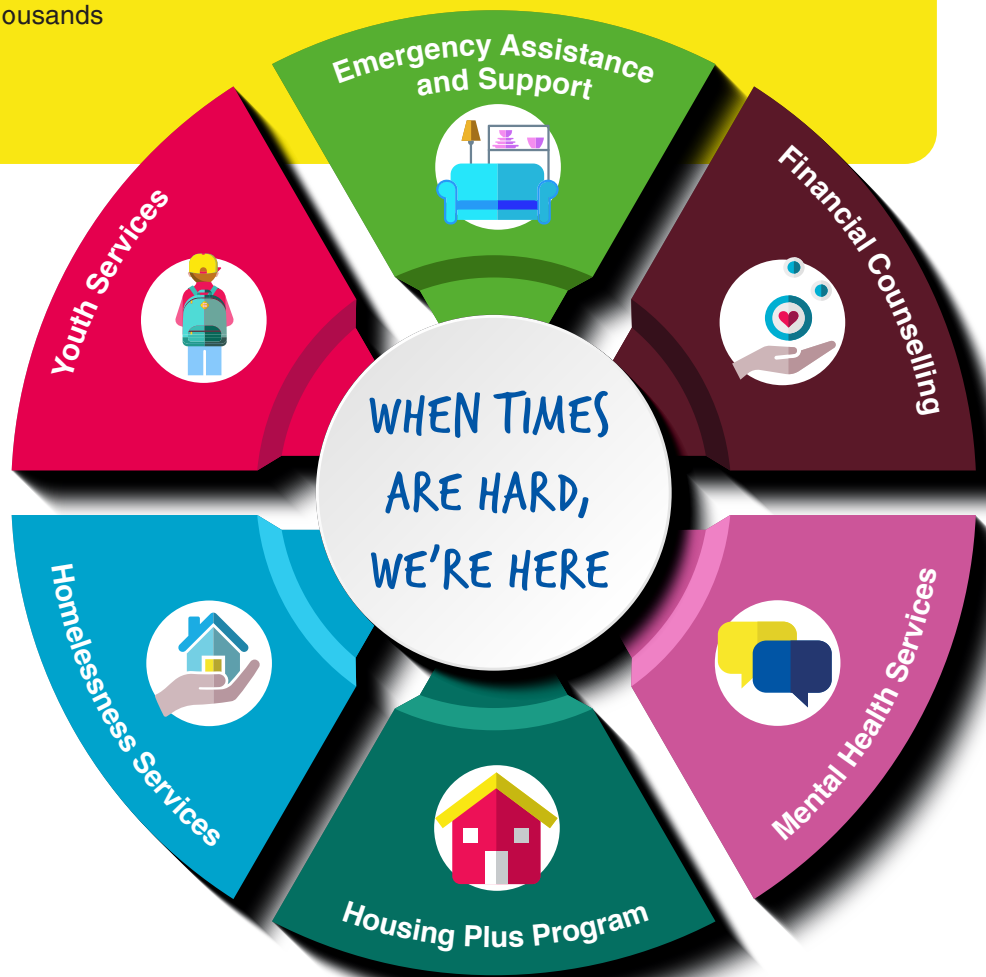 ousands
Emergency Assistance
and Support
Financial Counselling
Mental Health Services
Housing Plus Program
Homelessness Services
Youth Services
WHEN TIMES
ARE HARD,
WE'RE HERE